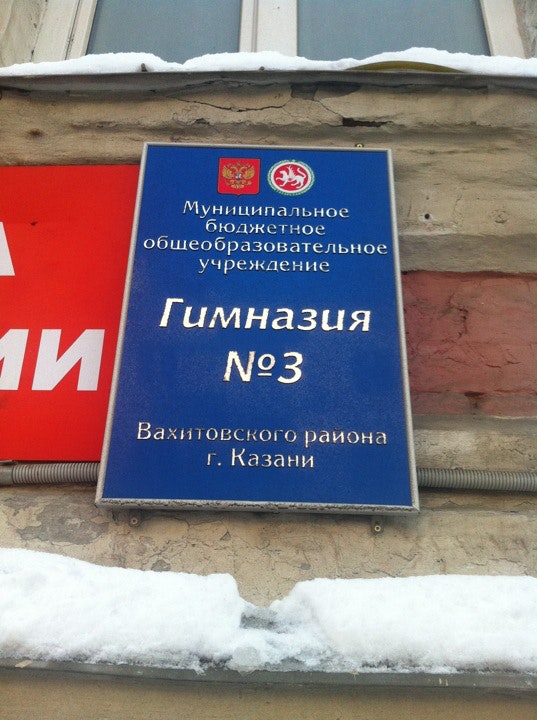 Муниципальное
бюджетное
общеобразовательное
учреждение
Гимназия
№3
Вахитовского района
г. Казани